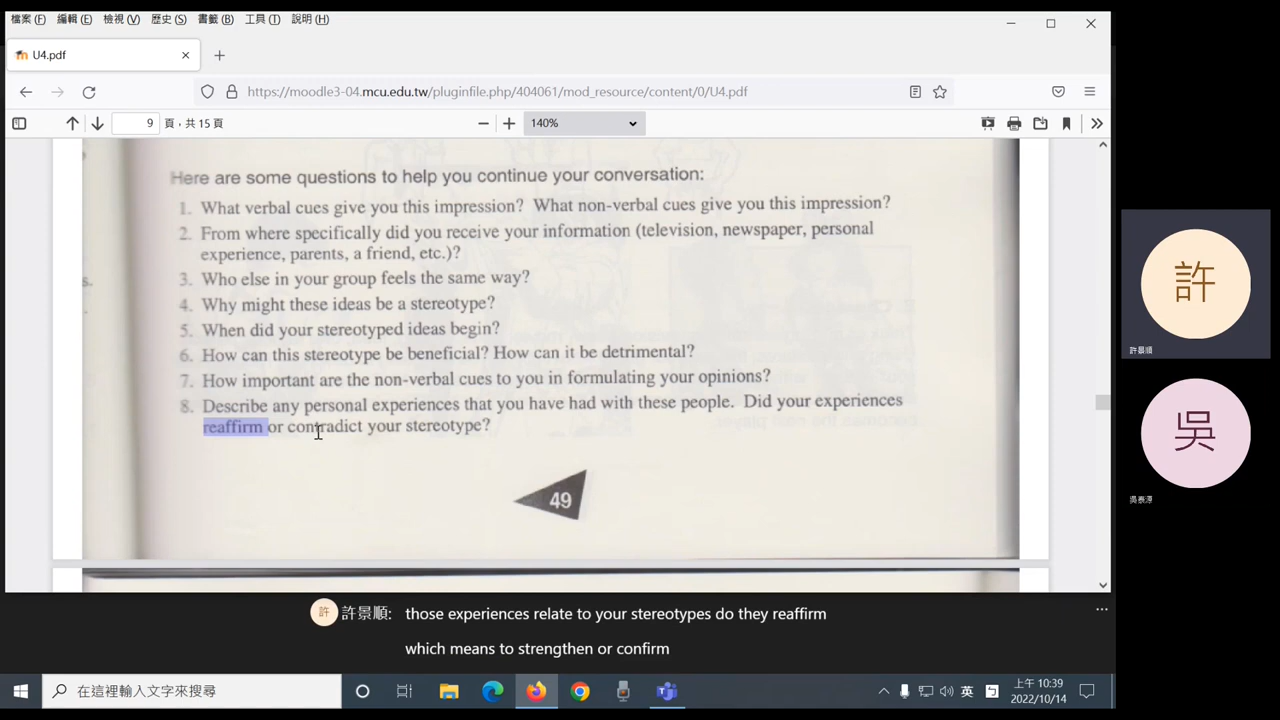 檔案(F) 編輯(E) 檢視(V) 歷史(S) 書籤(B) 工具(T) 說明(H)
U4.pdf
https://moodle3-04.mcu.edu.tw/pluginfile.php/404061/mod_resource/content/0/U4.pdf
9 頁，共 15 頁
140%
Here are some questions to help you continue your conversation:
1. What verbal cues give you this impression? What non-verbal cues give you this impression?
2. From where specifically did you receive your information (television, newspaper, personal
experience, parents, a friend, etc.)?
s.
3. Who else in your group feels the same way?
4. Why might these ideas be a stereotype?
5. When did your stereotyped ideas begin?
6. How can this stereotype be beneficial? How can it be detrimental?
7. How important are the non-verbal cues to you in formulating your opinions?
8. Describe any personal experiences that you have had with these people. Did your experiences
reaffirm or contradict your stereotype?
49
許
許景順
吳
許 許景順: those experiences relate to your stereotypes do they reaffirm
which means to strengthen or confirm
在這裡輸入文字來搜尋
英
上午 10:39
2022/10/14